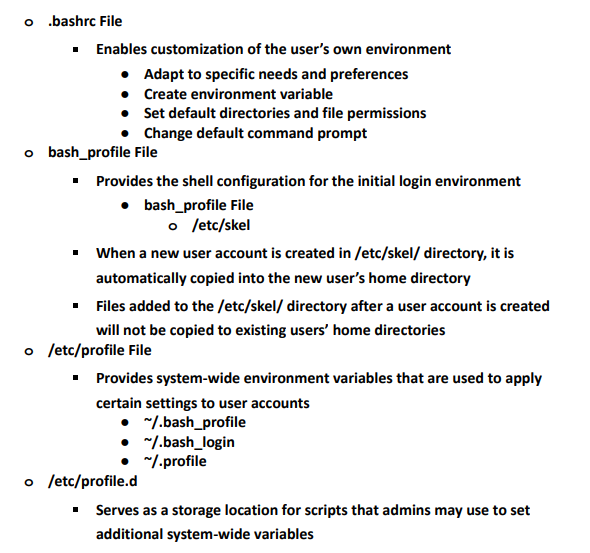 o .bashrc File
▪ Enables customization of the user’s own environment
● Adapt to specific needs and preferences
● Create environment variable
● Set default directories and file permissions
● Change default command prompt
o bash_profile File
▪ Provides the shell configuration for the initial login environment
● bash_profile File
o /etc/skel
▪ When a new user account is created in /etc/skel/ directory, it is
automatically copied into the new user’s home directory
▪ Files added to the /etc/skel/ directory after a user account is created
will not be copied to existing users’ home directories
o /etc/profile File
▪ Provides system-wide environment variables that are used to apply
certain settings to user accounts
● ~/.bash_profile
● ~/.bash_login
● ~/.profile
o /etc/profile.d
▪ Serves as a storage location for scripts that admins may use to set
additional system-wide variables